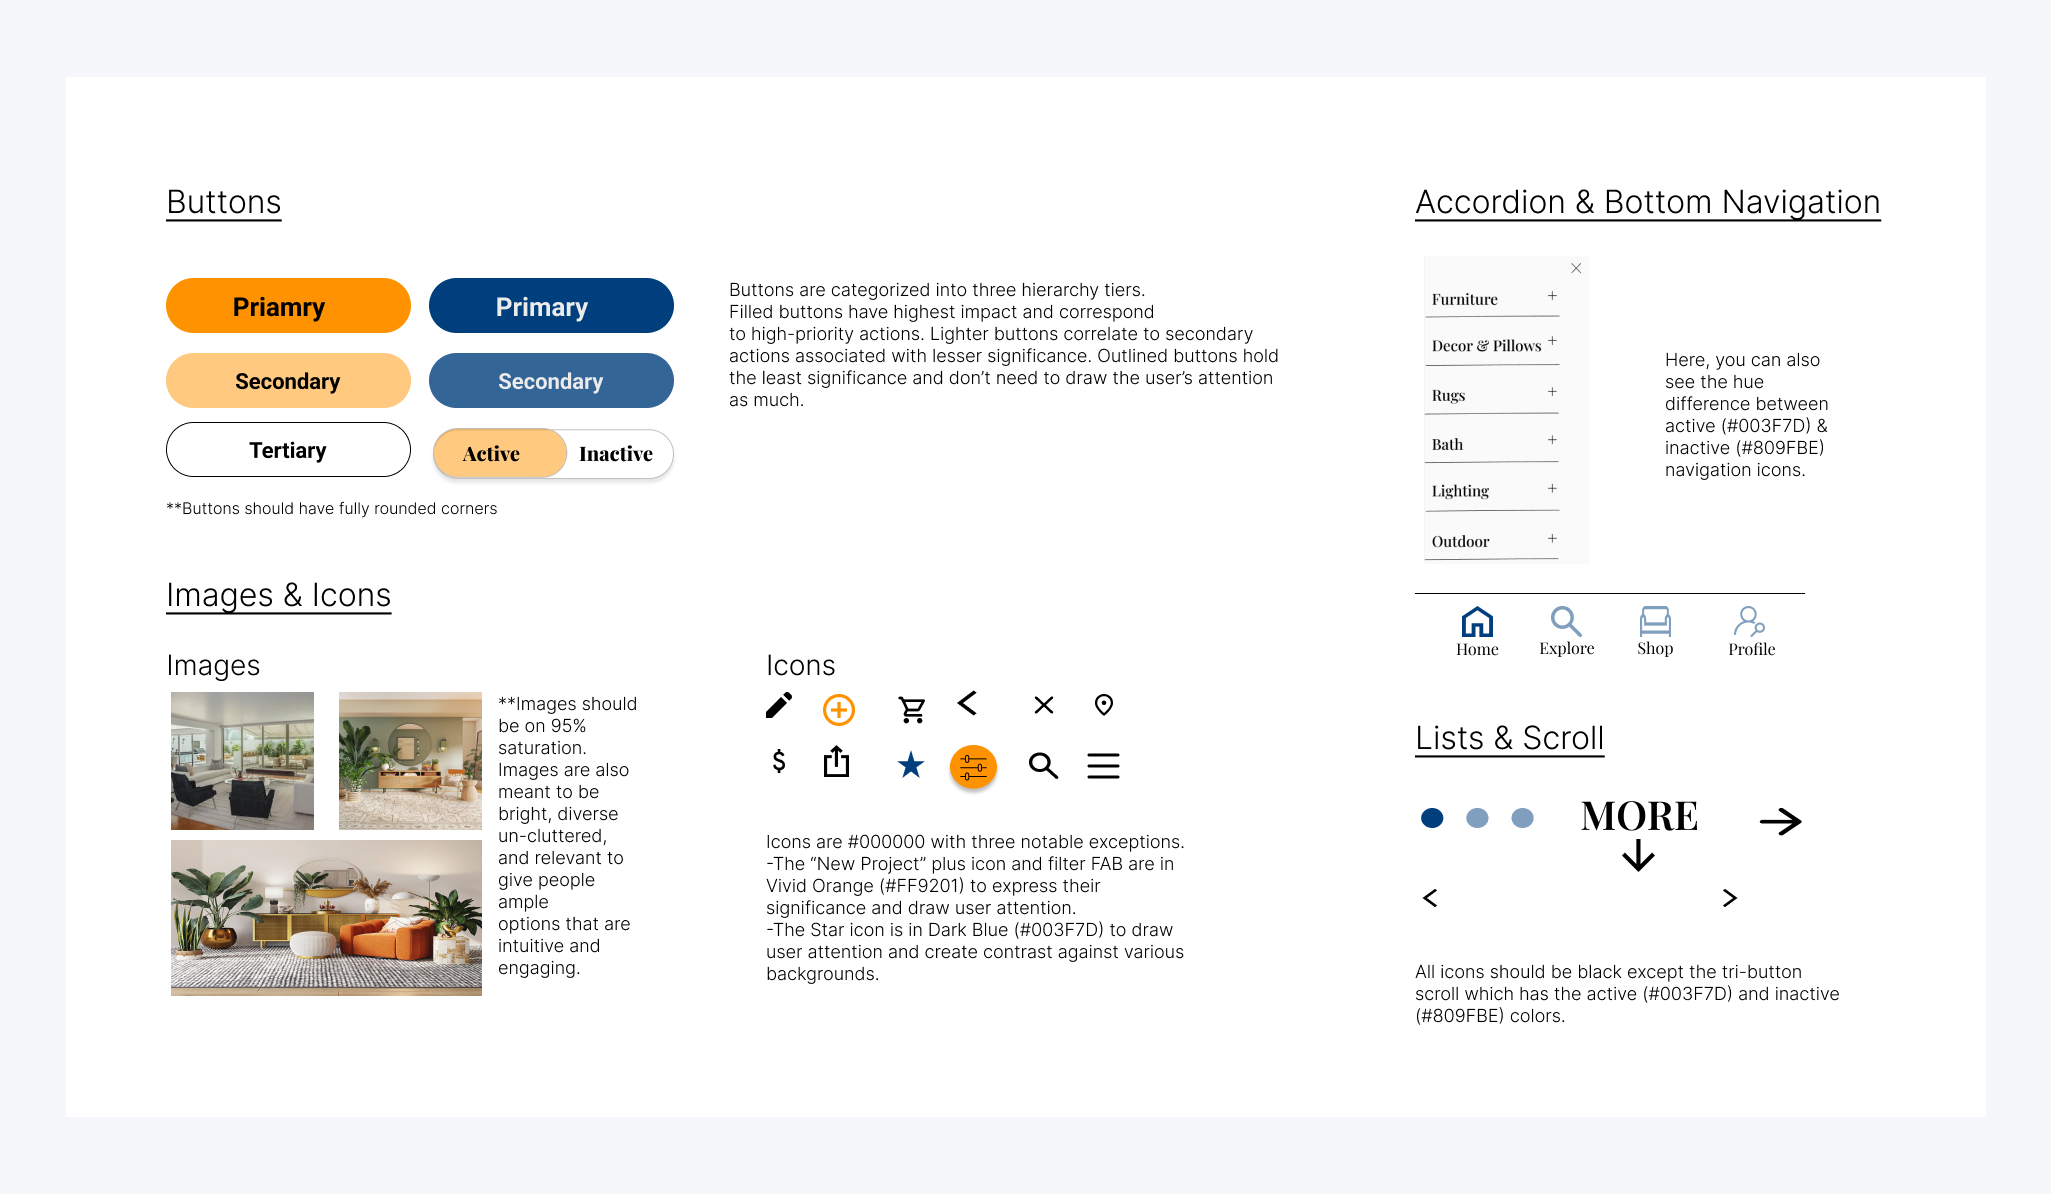 Buttons
Priamry
Primary
Secondary
Secondary
Tertiary
Active
Inactive
**Buttons should have fully rounded corners
Buttons are categorized into three hierarchy tiers.
Filled buttons have highest impact and correspond
to high-priority actions. Lighter buttons correlate to secondary
actions associated with lesser significance. Outlined buttons hold
the least significance and don’t need to draw the user’s attention
as much.
Images & Icons
Images
**Images should
be on 95%
saturation.
Images are also
meant to be
bright, diverse
un-cluttered,
and relevant to
give people
ample
options that are
intuitive and
engaging.
Icons
$
Icons are #000000 with three notable exceptions.
-The “New Project” plus icon and filter FAB are in
Vivid Orange (#FF9201) to express their
significance and draw user attention.
-The Star icon is in Dark Blue (#003F7D) to draw
user attention and create contrast against various
backgrounds.
Accordion & Bottom Navigation
Furniture
Decor & Pillows
Rugs
Bath
Lighting
Outdoor
Here, you can also
see the hue
difference between
active (#003F7D) &
inactive (#809FBE)
navigation icons.
Home
Explore
Shop
Profile
Lists & Scroll
MORE
All icons should be black except the tri-button
scroll which has the active (#003F7D) and inactive
(#809FBE) colors.